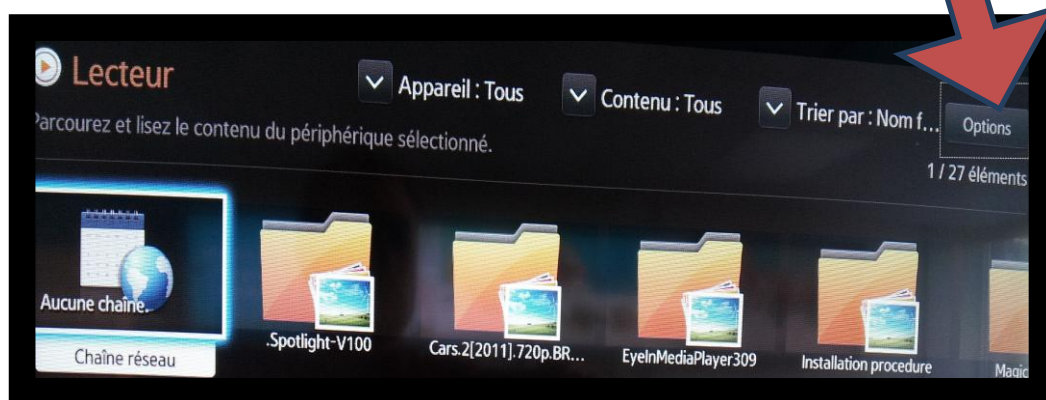 Lecteur
Appareil : Tous
Contenu : Tous
Trier par : Nom f...
Options
Parcourez et lisez le contenu du périphérique sélectionné.
1 / 27 éléments
Aucune chaîne.
Chaîne réseau
.Spotlight-V100
Cars.2[2011].720p.BR...
EyeInMediaPlayer309
Installation procedure
Magic